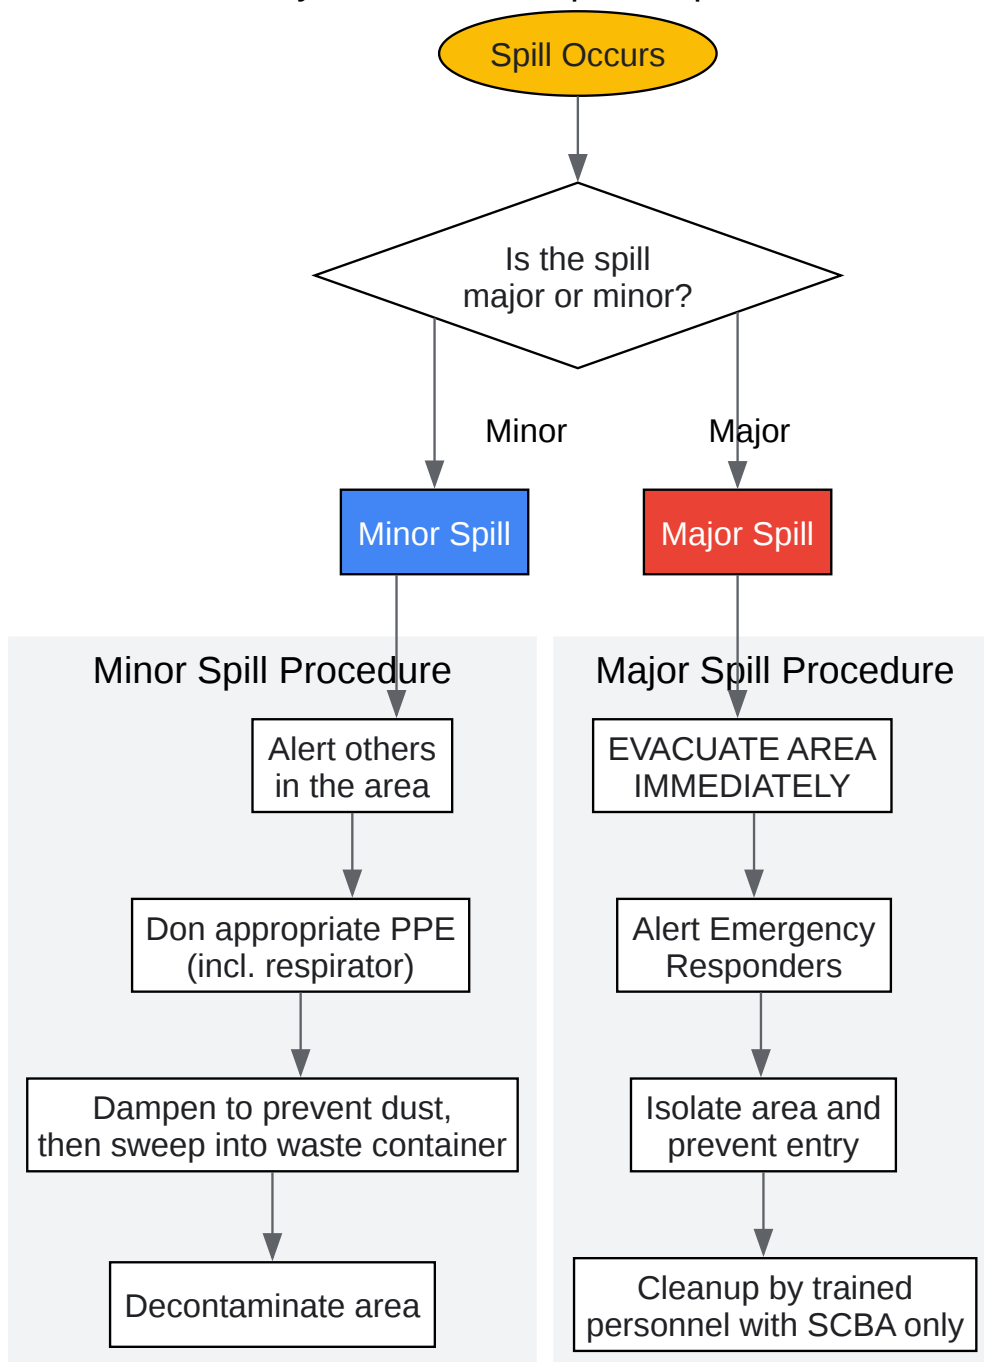 Spill Occurs
Is the spill
major or minor?
Minor
Major
Minor Spill
Major Spill
Minor Spill Procedure
Alert others
in the area
Don appropriate PPE
(incl. respirator)
Dampen to prevent dust,
then sweep into waste container
Decontaminate area
Major Spill Procedure
EVACUATE AREA
IMMEDIATELY
Alert Emergency
Responders
Isolate area and
prevent entry
Cleanup by trained
personnel with SCBA only